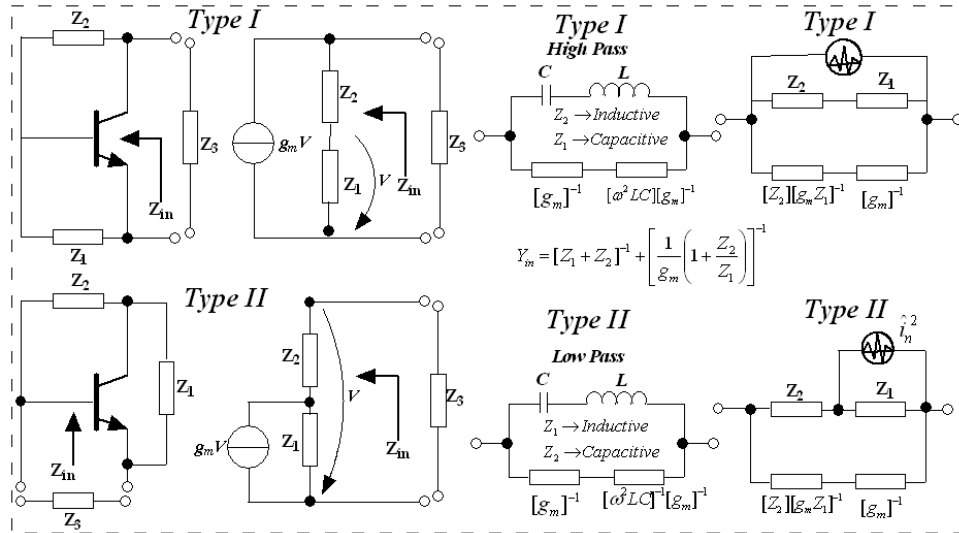 Type I
Z2
Z3
Zin
Z1
gmV
Z2
Z1
V
Zin
Z3
Type I
High Pass
C
L
Z2 → Inductive
Z1 → Capacitive
[gm]⁻¹
[ω²LC][gm]⁻¹
Type I
Z2
Z1
[Z2][gmZ1]⁻¹
[gm]⁻¹
Yin = [Z1 + Z2]⁻¹ + [1/gm (1 + Z2/Z1)]⁻¹
Type II
Z2
Z1
Zin
Z3
Z2
V
gmV
Z1
Zin
Z3
Type II
Low Pass
C
L
Z1 → Inductive
Z2 → Capacitive
[gm]⁻¹
[ω²LC]⁻¹[gm]⁻¹
Type II
în²
Z2
Z1
[Z2][gmZ1]⁻¹
[gm]⁻¹